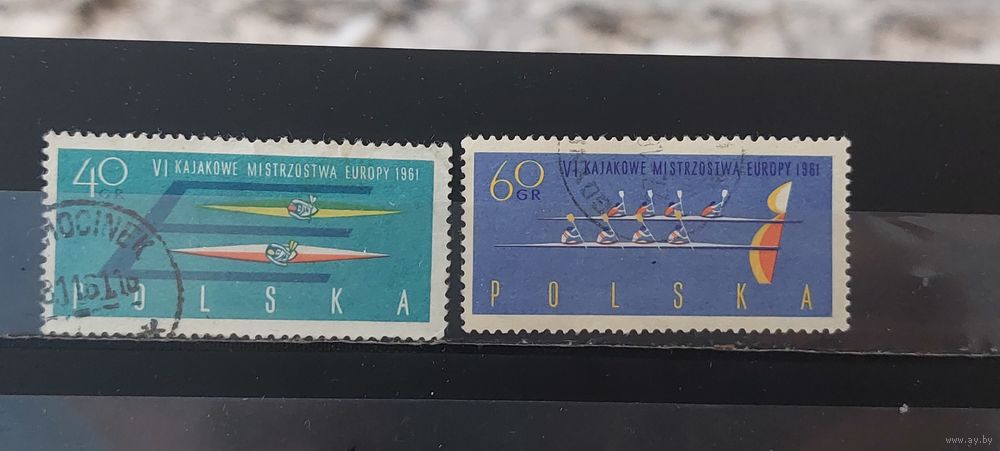 40
GR
VI KAJAKOWE MISTRZOSTWA EUROPY 1961
POLSKA
60
GR
VI KAJAKOWE MISTRZOSTWA EUROPY 1961
POLSKA
www.ay.by